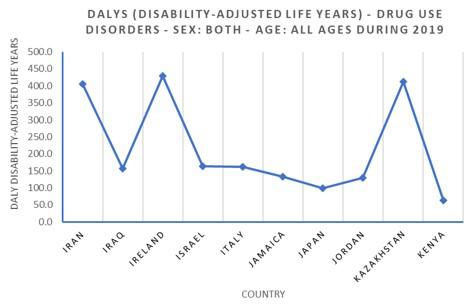 DALYS (DISABILITY-ADJUSTED LIFE YEARS) - DRUG USE
DISORDERS - SEX: BOTH - AGE: ALL AGES DURING 2019
DALY DISABILITY-ADJUSTED LIFE YEARS
500.0
450.0
400.0
350.0
300.0
250.0
200.0
150.0
100.0
50.0
0.0
IRAN
IRAQ
IRELAND
ISRAEL
ITALY
JAMAICA
JAPAN
JORDAN
KAZAKHSTAN
KENYA
COUNTRY